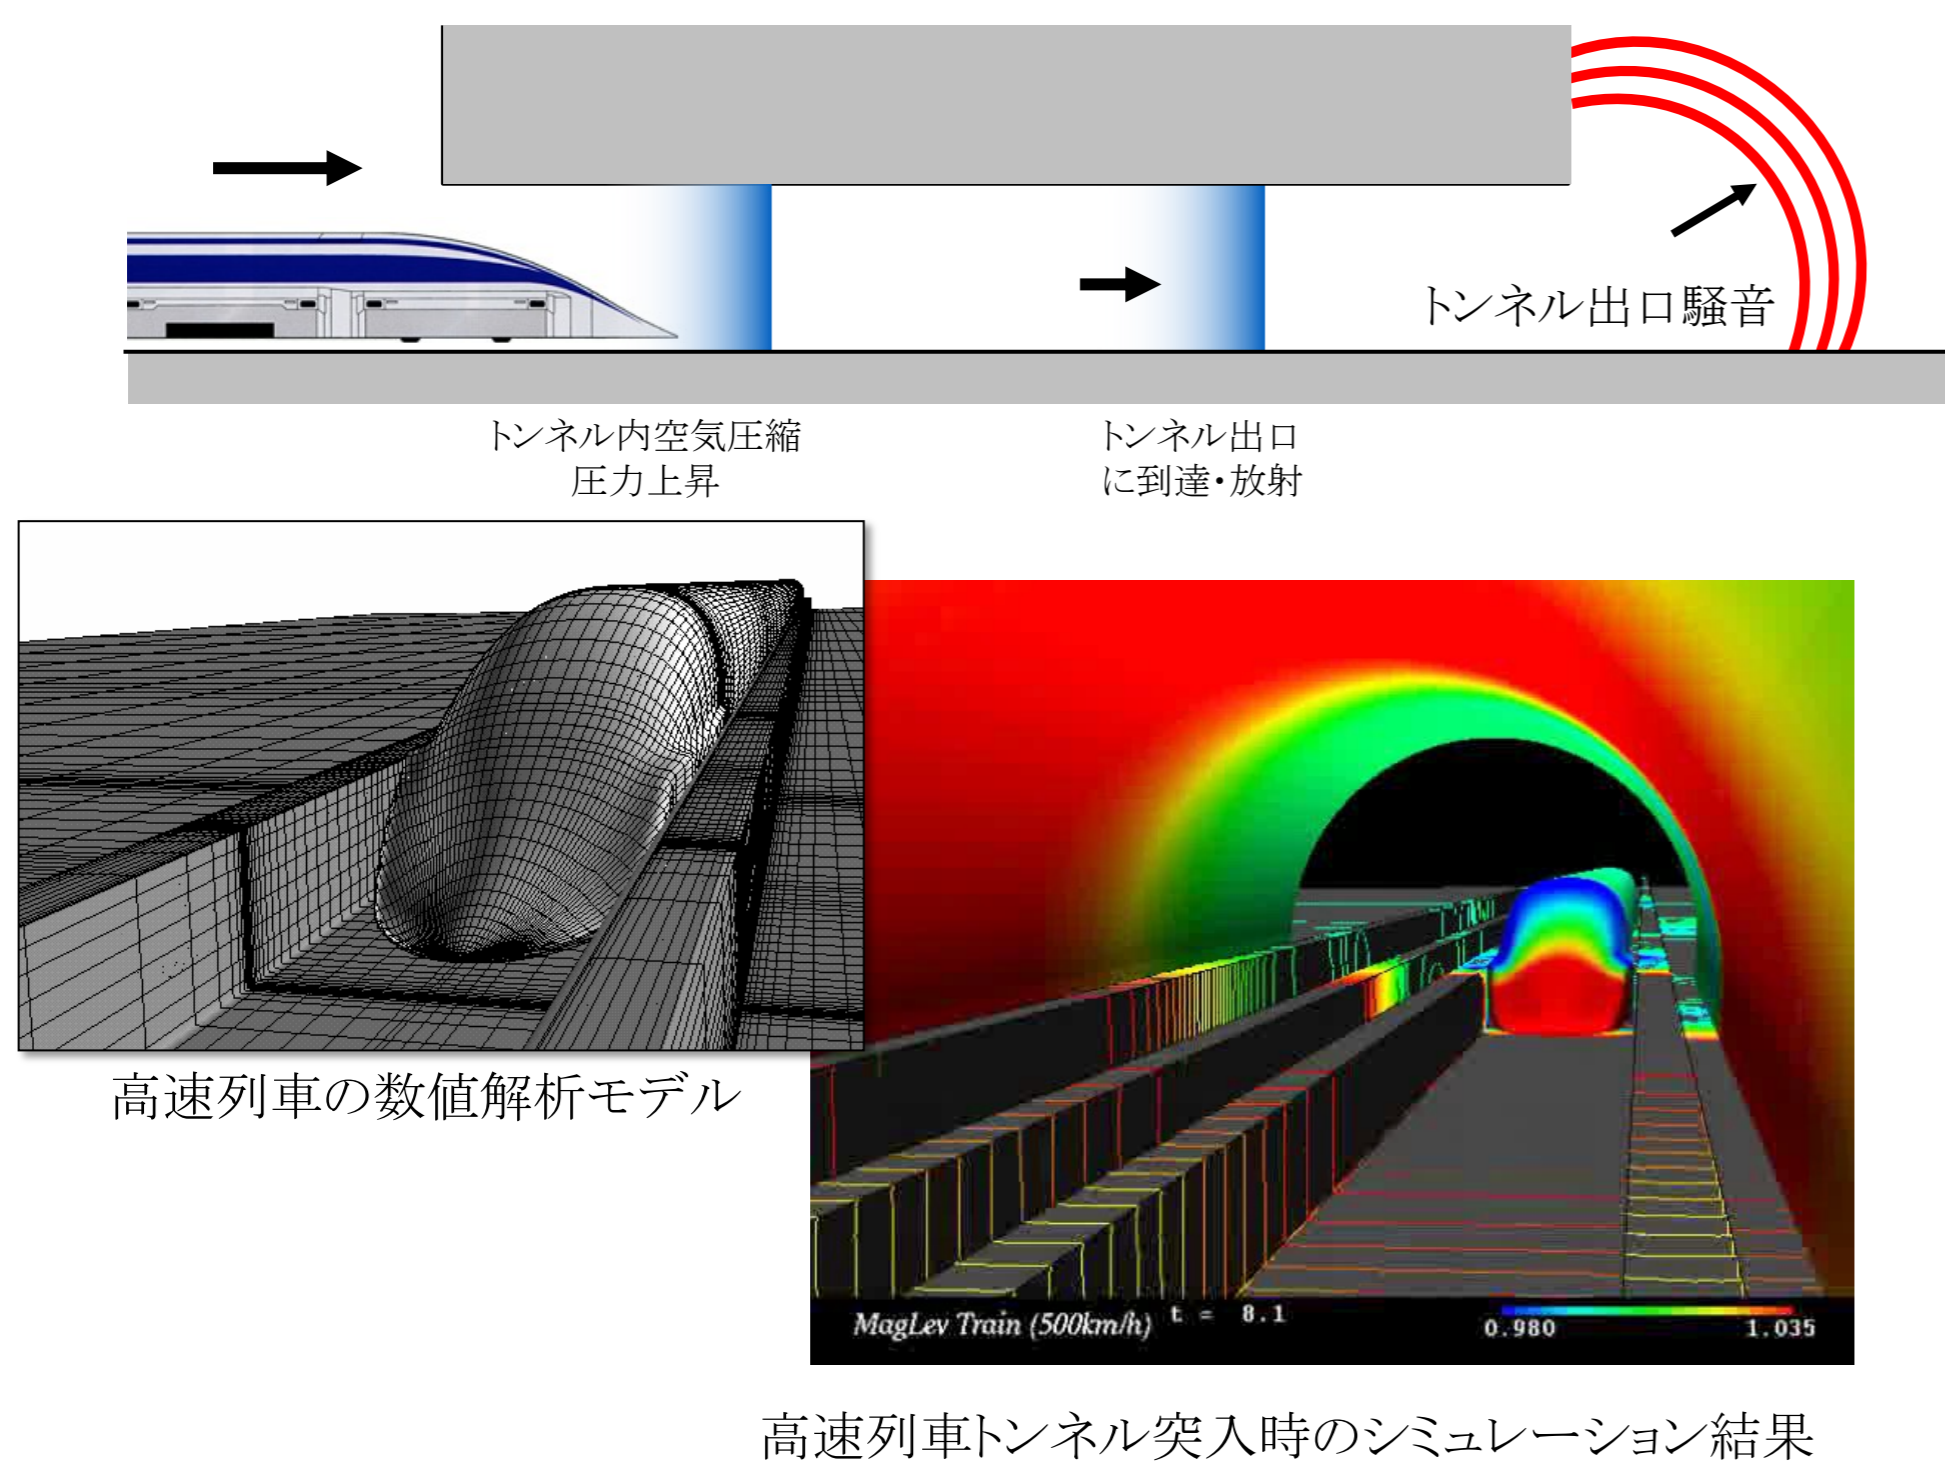 トンネル出口騒音
トンネル内空気圧縮
圧力上昇
トンネル出口
に到達・放射
高速列車の数値解析モデル
MagLev Train (500km/h) t = 8.1
0.980 1.035
高速列車トンネル突入時のシミュレーション結果